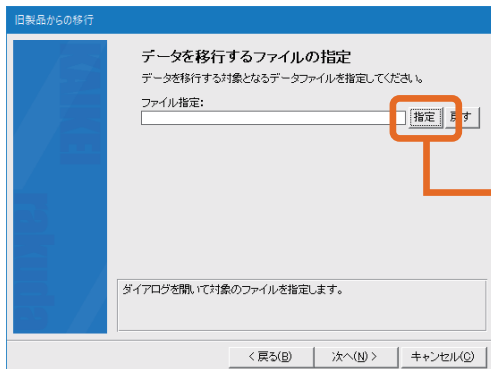 旧製品からの移行
データを移行するファイルの指定
データを移行する対象となるデータファイルを指定してください。
ファイル指定:
指定 戻す
ダイアログを開いて対象のファイルを指定します。
< 戻る(B) 次へ(N) > キャンセル(C)
KAIKEI
rakuda